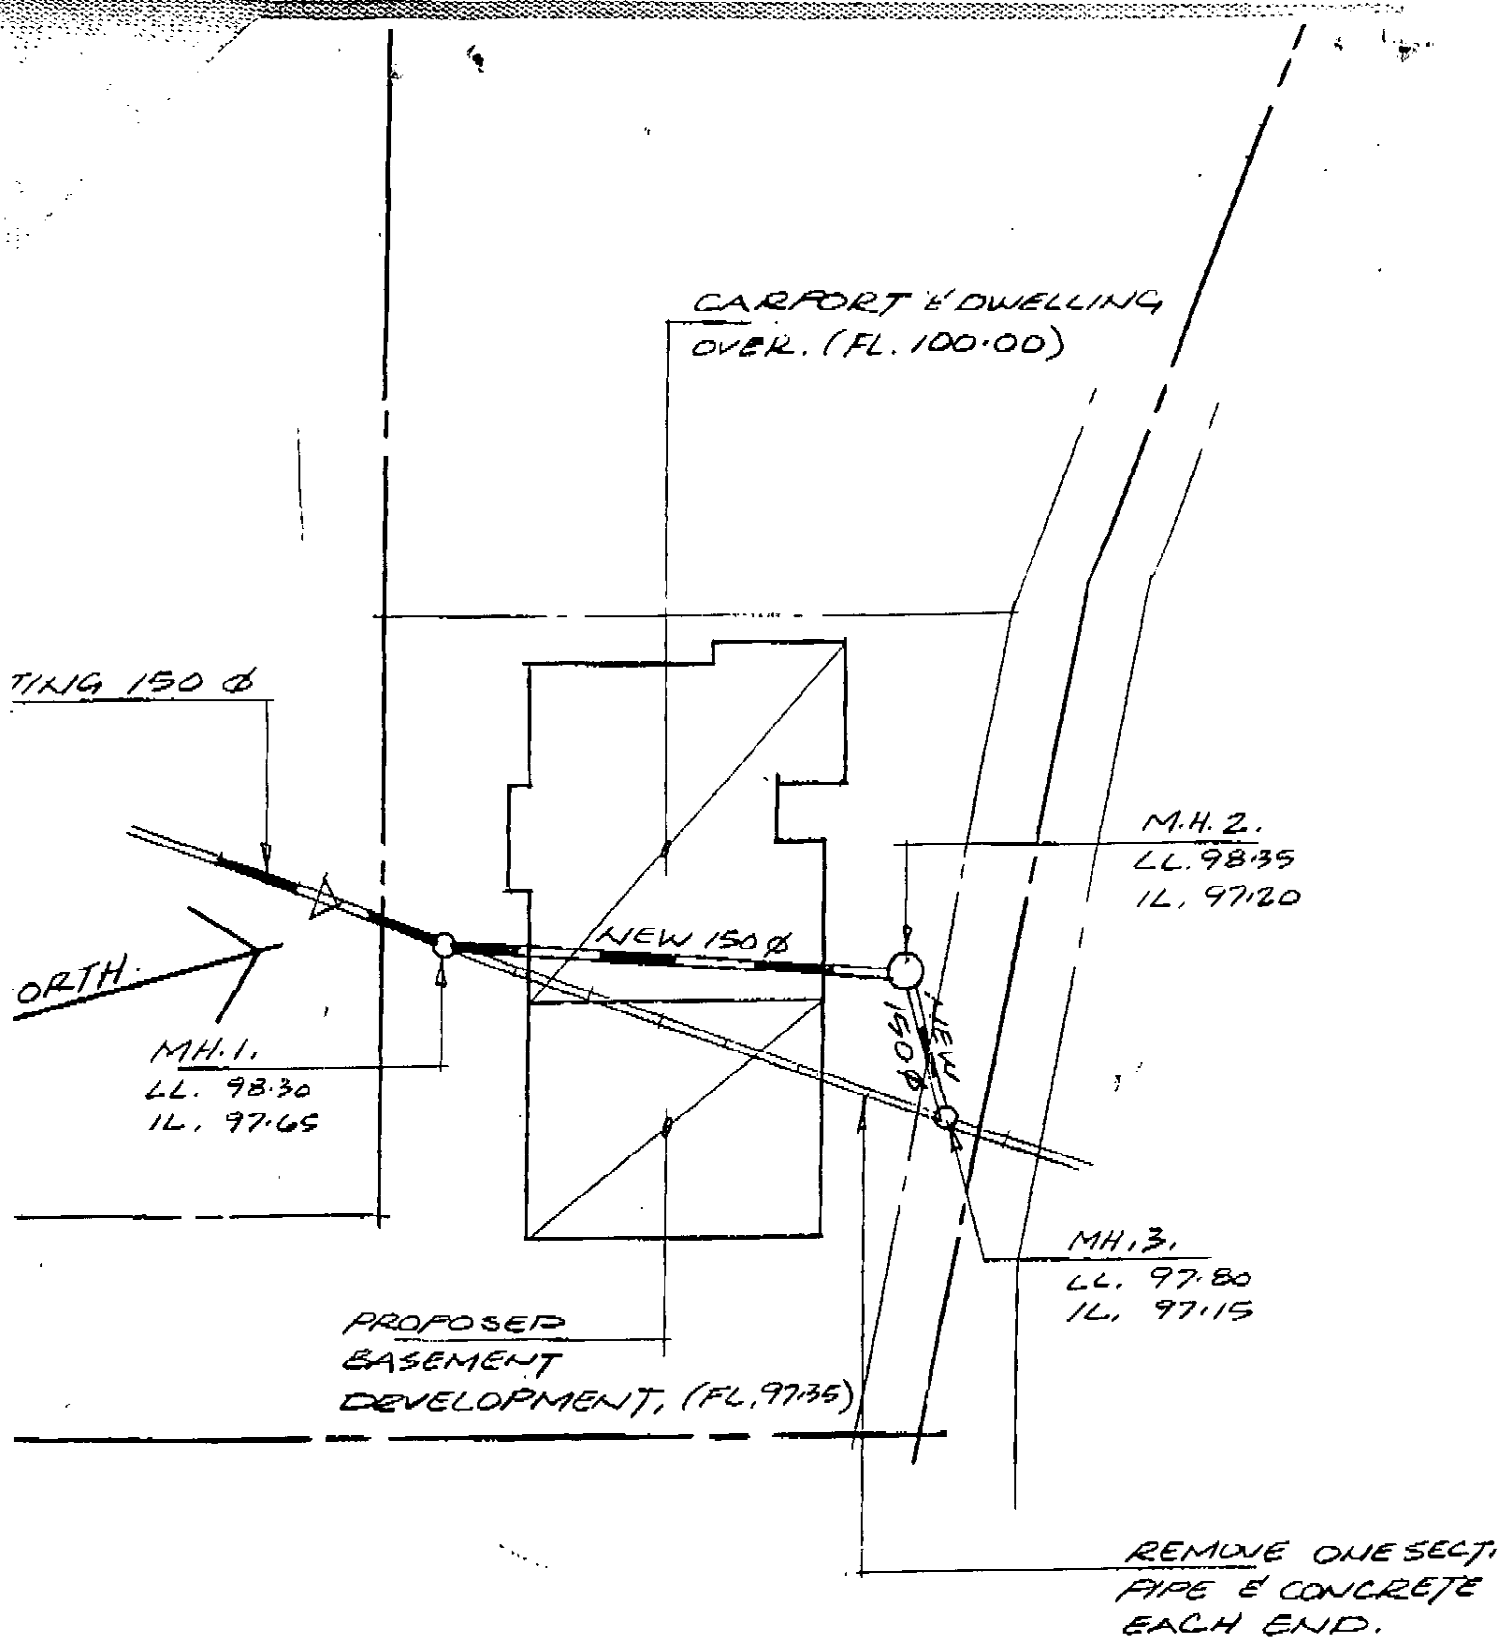 CARPORT & DWELLING
OVER. (FL. 100.00)
TING 150 Ø
M.H. 2.
LL. 98.35
IL. 97.20
NEW 150 Ø
ORTH.
NEW
150 Ø
MH.1.
LL. 98.30
IL. 97.65
MH.3.
LL. 97.80
IL. 97.15
PROPOSED
BASEMENT
DEVELOPMENT, (FL. 97.35)
REMOVE ONE SECT.
PIPE & CONCRETE
EACH END.